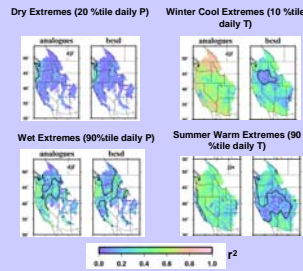 Dry Extremes (20 %tile daily P)
Winter Cool Extremes (10 %tile
daily T)
analogues
bcsd
analogues
bcsd
Wet Extremes (90%tile daily P)
Summer Warm Extremes (90
%tile daily T)
analogues
bcsd
analogues
bcsd
r²
0.0 0.2 0.4 0.6 0.8 1.0